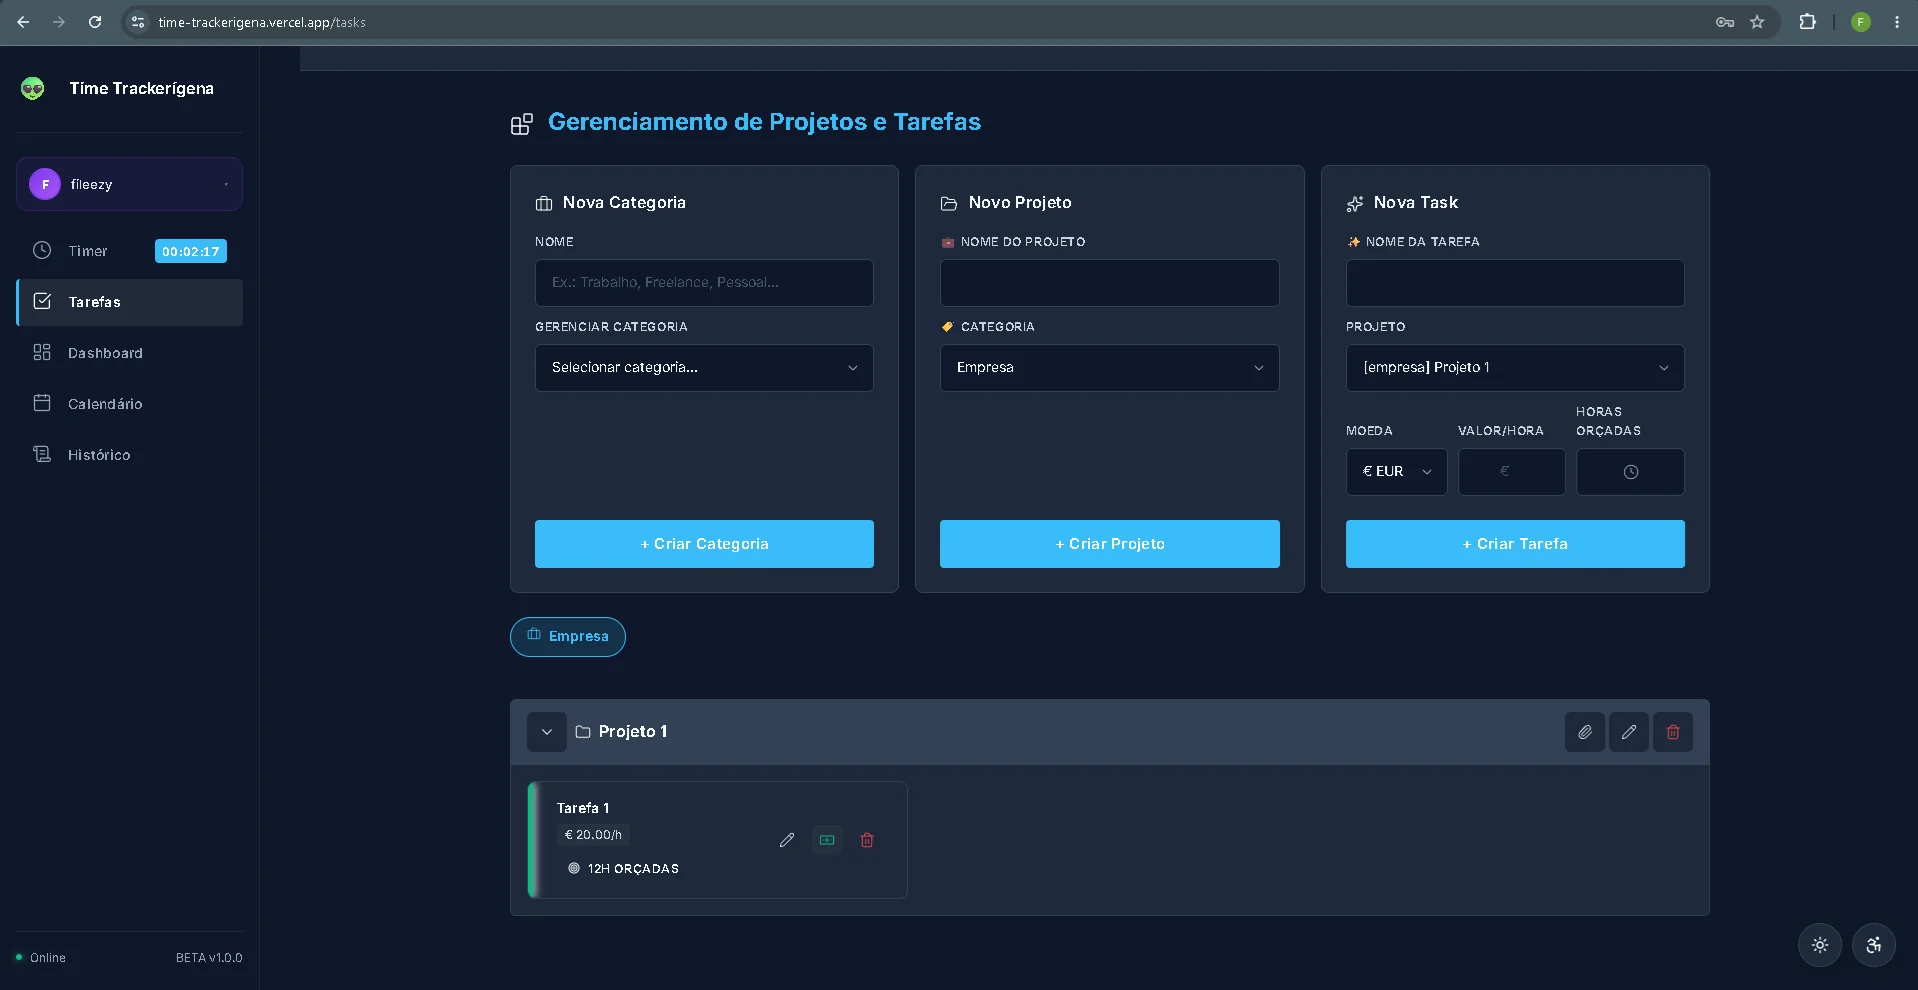 time-trackerigena.vercel.app/tasks
F
Time Trackerígena
F
fileezy
Timer
00:02:17
Tarefas
Dashboard
Calendário
Histórico
Online
BETA v1.0.0
Gerenciamento de Projetos e Tarefas
Nova Categoria
NOME
Ex.: Trabalho, Freelance, Pessoal...
GERENCIAR CATEGORIA
Selecionar categoria...
+ Criar Categoria
Novo Projeto
NOME DO PROJETO
CATEGORIA
Empresa
+ Criar Projeto
Nova Task
NOME DA TAREFA
PROJETO
[empresa] Projeto 1
MOEDA
VALOR/HORA
HORAS
ORÇADAS
€ EUR
€
+ Criar Tarefa
Empresa
Projeto 1
Tarefa 1
€ 20.00/h
12H ORÇADAS